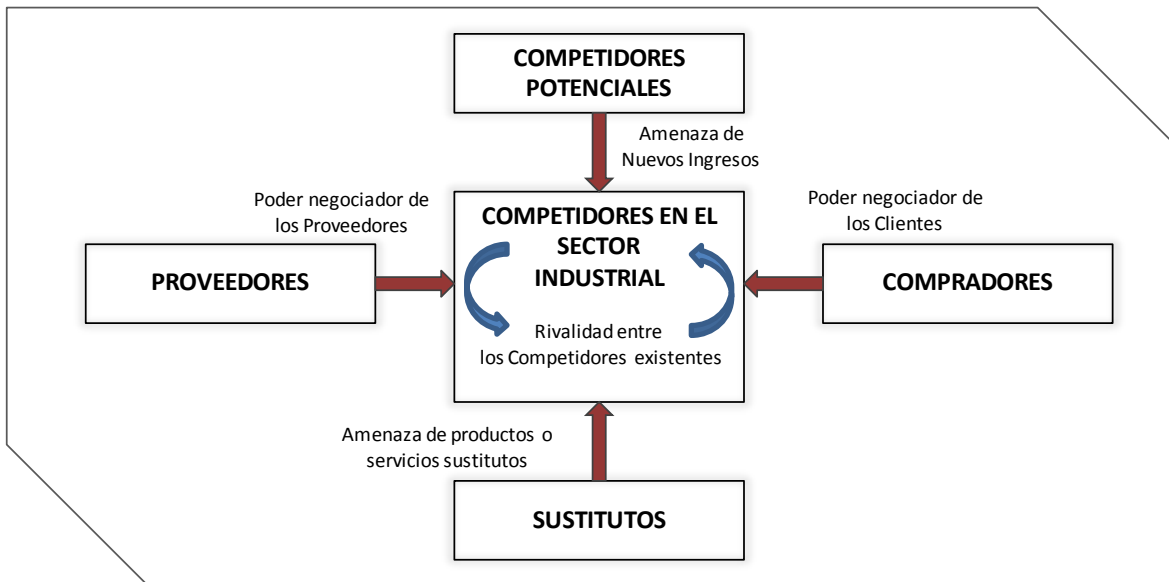 COMPETIDORES
POTENCIALES
Amenaza de
Nuevos Ingresos
Poder negociador de
los Proveedores
PROVEEDORES
COMPETIDORES EN EL
SECTOR
INDUSTRIAL
Rivalidad entre
los Competidores existentes
Poder negociador de
los Clientes
COMPRADORES
Amenaza de productos o
servicios sustitutos
SUSTITUTOS